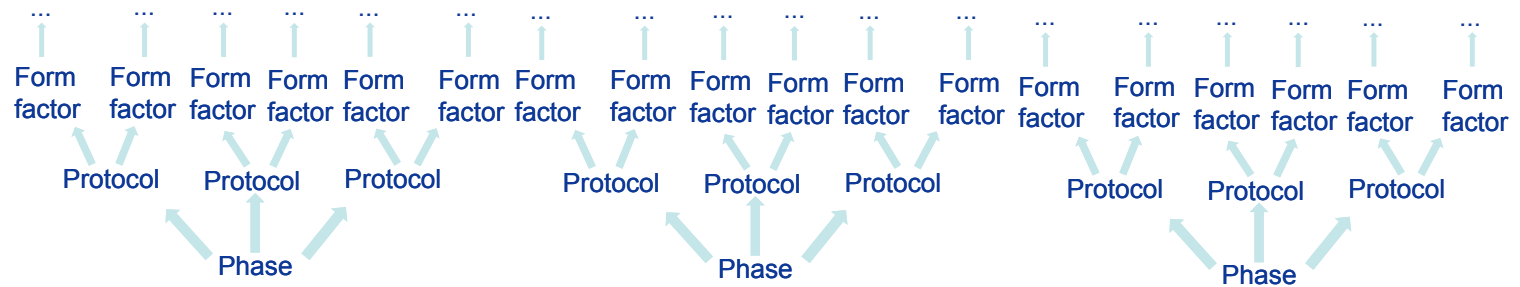 ... ... ... ... ... ... ... ... ... ... ... ... ... ... ... ... ... ...
Form Form Form Form Form Form Form Form Form Form Form Form Form Form Form Form Form Form
factor factor factor factor factor factor factor factor factor factor factor factor factor factor factor factor factor factor
Protocol Protocol Protocol Protocol Protocol Protocol Protocol Protocol Protocol
Phase Phase Phase